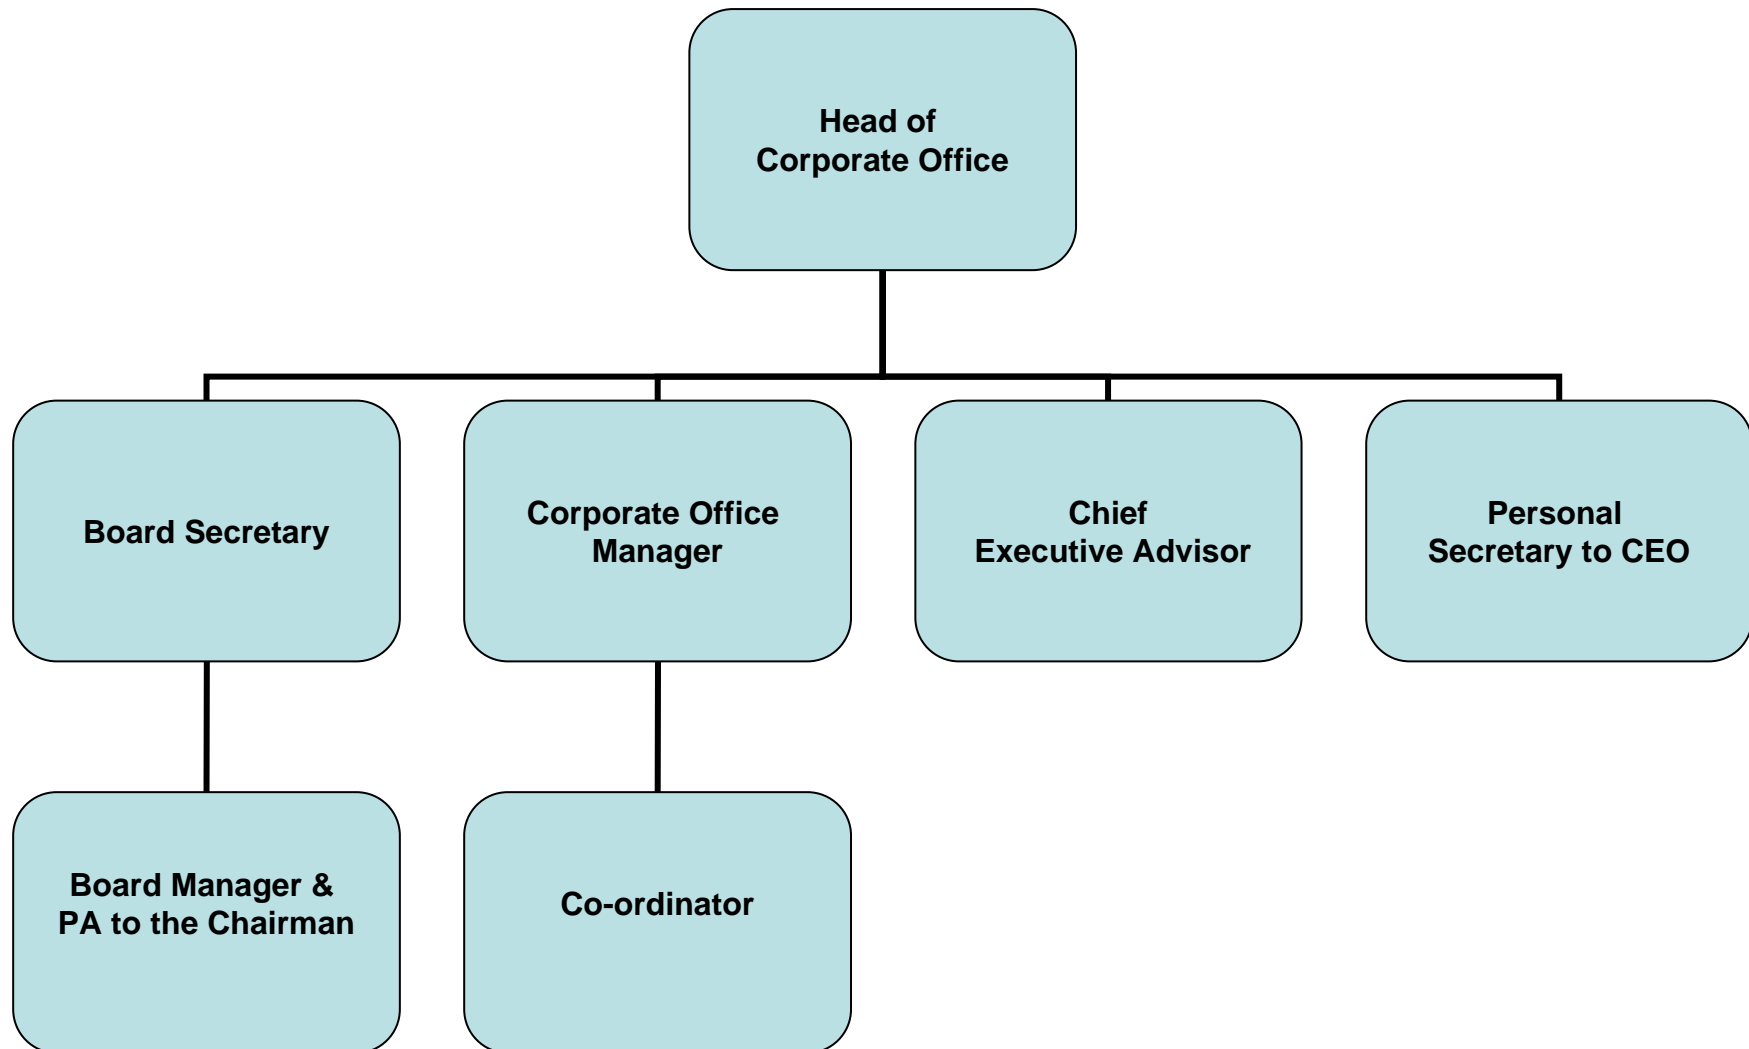 Head of
Corporate Office
Board Secretary
Corporate Office
Manager
Chief
Executive Advisor
Personal
Secretary to CEO
Board Manager &
PA to the Chairman
Co-ordinator